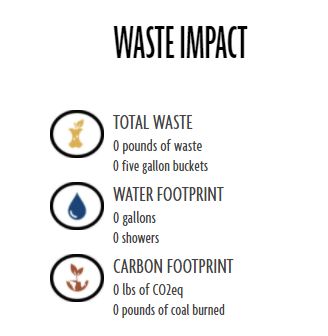 WASTE IMPACT
TOTAL WASTE
0 pounds of waste
0 five gallon buckets
WATER FOOTPRINT
0 gallons
0 showers
CARBON FOOTPRINT
0 lbs of CO2eq
0 pounds of coal burned